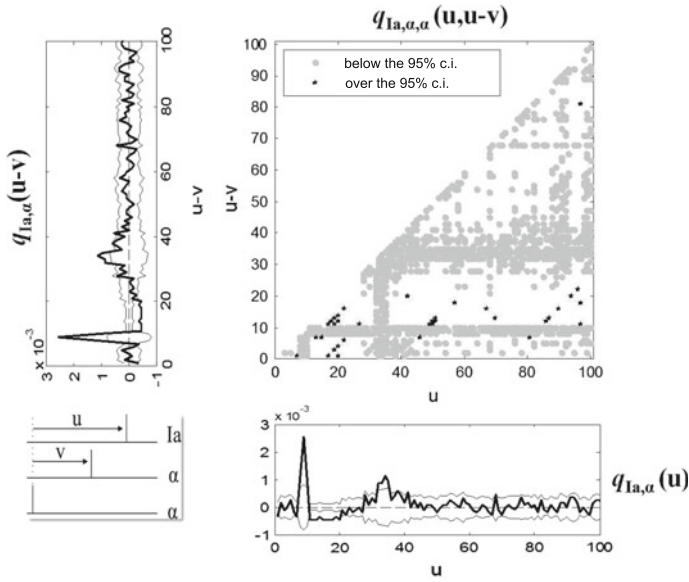 q_{Ia,α,α}(u,u-v)
below the 95% c.i.
over the 95% c.i.
100
90
80
70
60
50
40
30
20
10
0
u-v
0
20
40
60
80
100
u
q_{Ia,α}(u-v)
100
80
60
40
20
0
u-v
x 10^{-3}
3
2
1
0
-1
u
Ia
v
α
α
x 10^{-3}
3
2
1
0
-1
0
20
40
60
80
100
u
q_{Ia,α}(u)